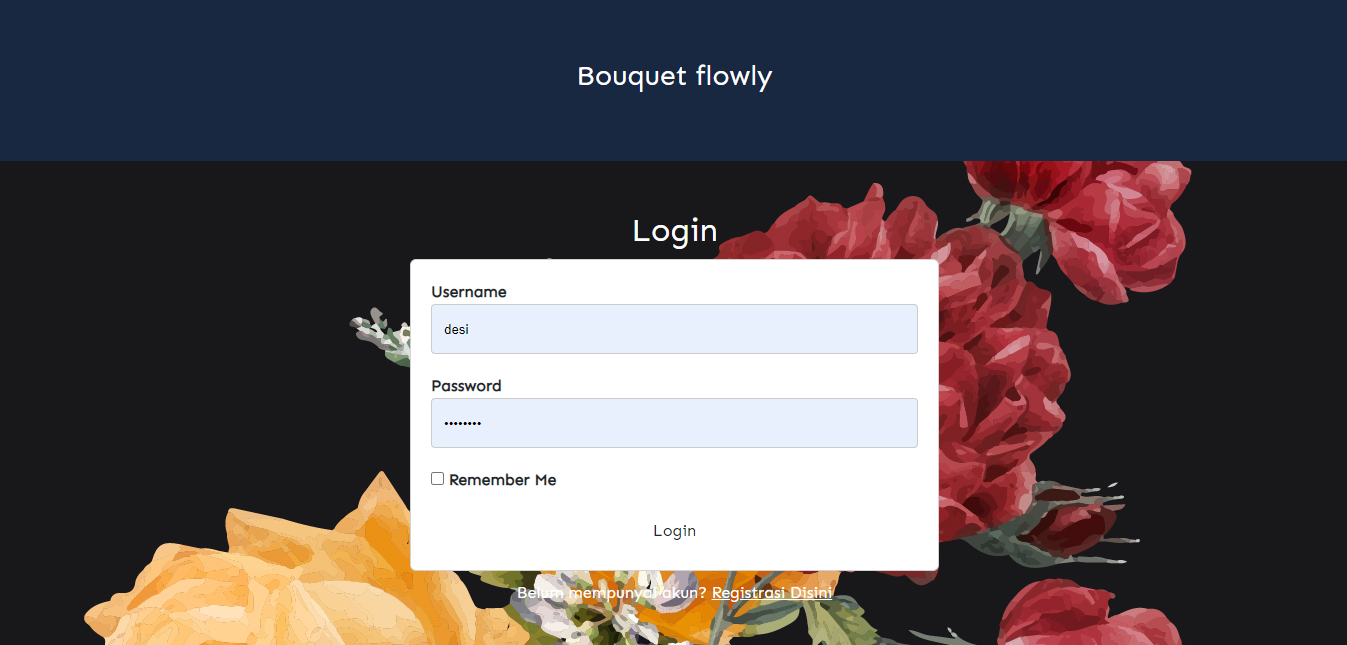 Bouquet flowly
Login
Username
desi
Password
••••••••
Remember Me
Login
Belum mempunyai akun? Registrasi Disini